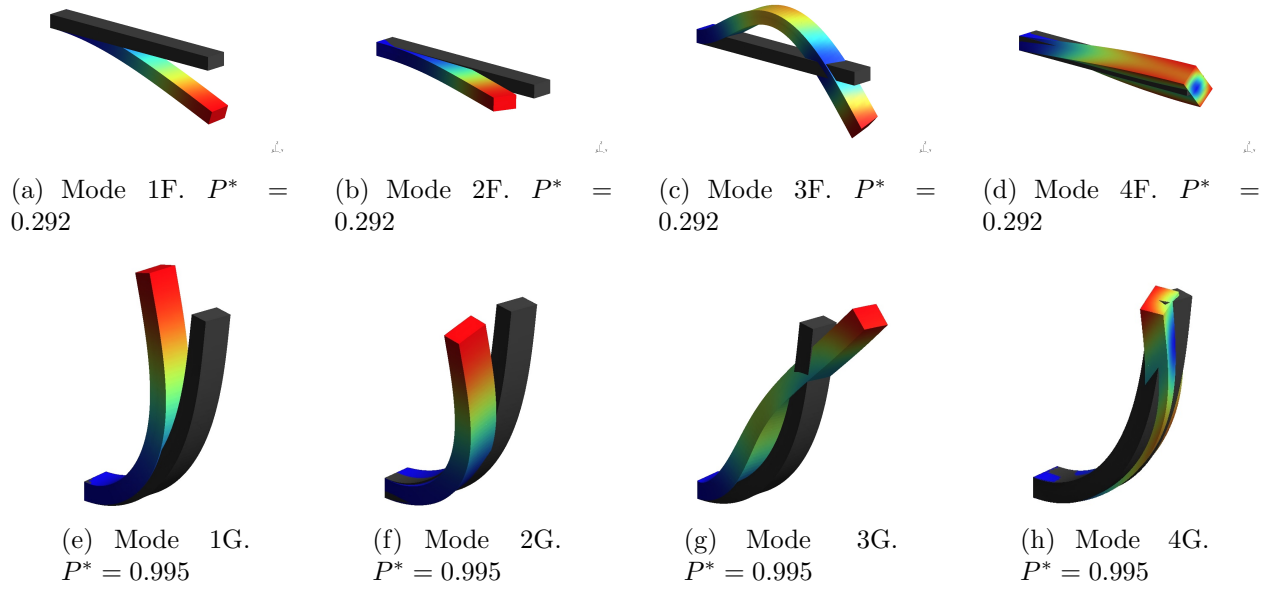 (a) Mode 1F. $P^*$ =
0.292
(b) Mode 2F. $P^*$ =
0.292
(c) Mode 3F. $P^*$ =
0.292
(d) Mode 4F. $P^*$ =
0.292
(e) Mode 1G.
$P^* = 0.995$
(f) Mode 2G.
$P^* = 0.995$
(g) Mode 3G.
$P^* = 0.995$
(h) Mode 4G.
$P^* = 0.995$